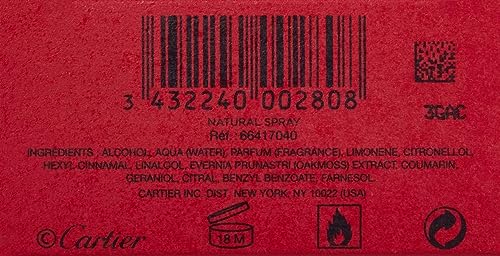 3 432240 002808
3GAC
NATURAL SPRAY
Réf : 66417040
INGREDIENTS : ALCOHOL, AQUA (WATER), PARFUM (FRAGRANCE), LIMONENE, CITRONELLOL,
HEXYL CINNAMAL, LINALOOL, EVERNIA PRUNASTRI (OAKMOSS) EXTRACT, COUMARIN,
GERANIOL, CITRAL, BENZYL BENZOATE, FARNESOL.
CARTIER INC. DIST. NEW YORK, NY 10022 (USA)
©Cartier
18 M